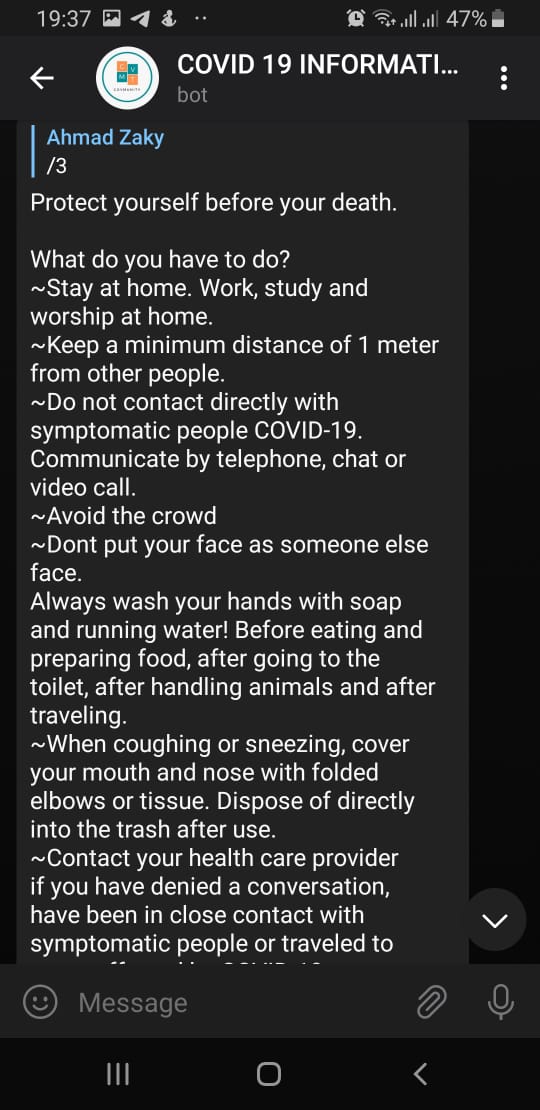 19:37
47%
COVID 19 INFORMATI...
bot
Ahmad Zaky
/3
Protect yourself before your death.
What do you have to do?
~Stay at home. Work, study and
worship at home.
~Keep a minimum distance of 1 meter
from other people.
~Do not contact directly with
symptomatic people COVID-19.
Communicate by telephone, chat or
video call.
~Avoid the crowd
~Dont put your face as someone else
face.
Always wash your hands with soap
and running water! Before eating and
preparing food, after going to the
toilet, after handling animals and after
traveling.
~When coughing or sneezing, cover
your mouth and nose with folded
elbows or tissue. Dispose of directly
into the trash after use.
~Contact your health care provider
if you have denied a conversation,
have been in close contact with
symptomatic people or traveled to
Message